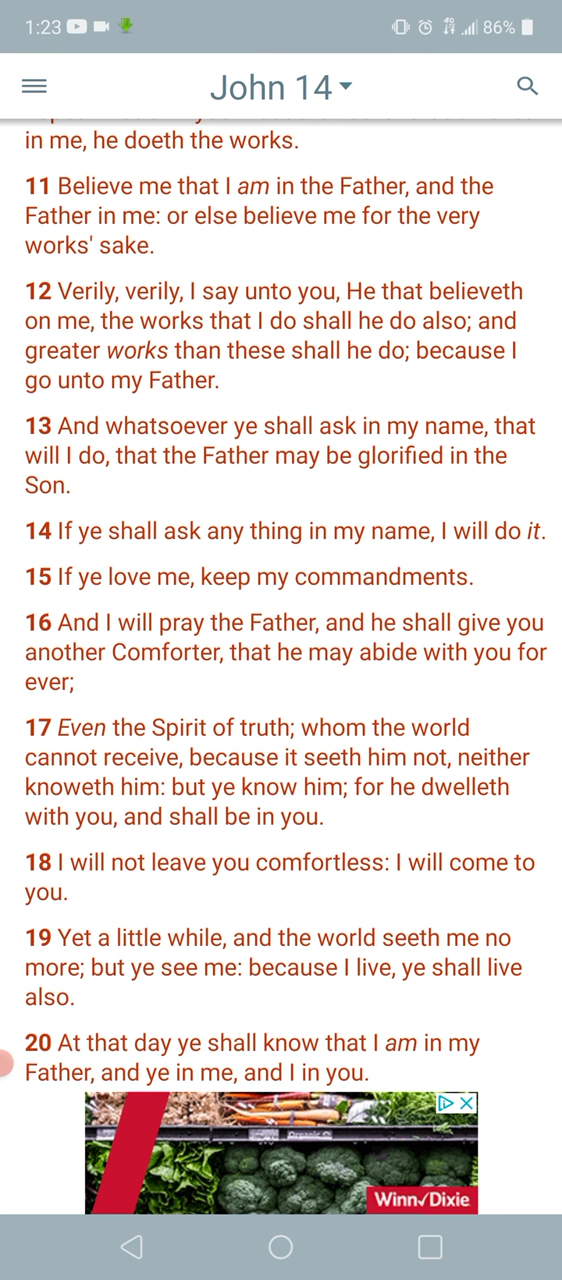 1:23
4G
86%
John 14
in me, he doeth the works.
11 Believe me that I am in the Father, and the
Father in me: or else believe me for the very
works' sake.
12 Verily, verily, I say unto you, He that believeth
on me, the works that I do shall he do also; and
greater works than these shall he do; because I
go unto my Father.
13 And whatsoever ye shall ask in my name, that
will I do, that the Father may be glorified in the
Son.
14 If ye shall ask any thing in my name, I will do it.
15 If ye love me, keep my commandments.
16 And I will pray the Father, and he shall give you
another Comforter, that he may abide with you for
ever;
17 Even the Spirit of truth; whom the world
cannot receive, because it seeth him not, neither
knoweth him: but ye know him; for he dwelleth
with you, and shall be in you.
18 I will not leave you comfortless: I will come to
you.
19 Yet a little while, and the world seeth me no
more; but ye see me: because I live, ye shall live
also.
20 At that day ye shall know that I am in my
Father, and ye in me, and I in you.
Organic
Winn✓Dixie